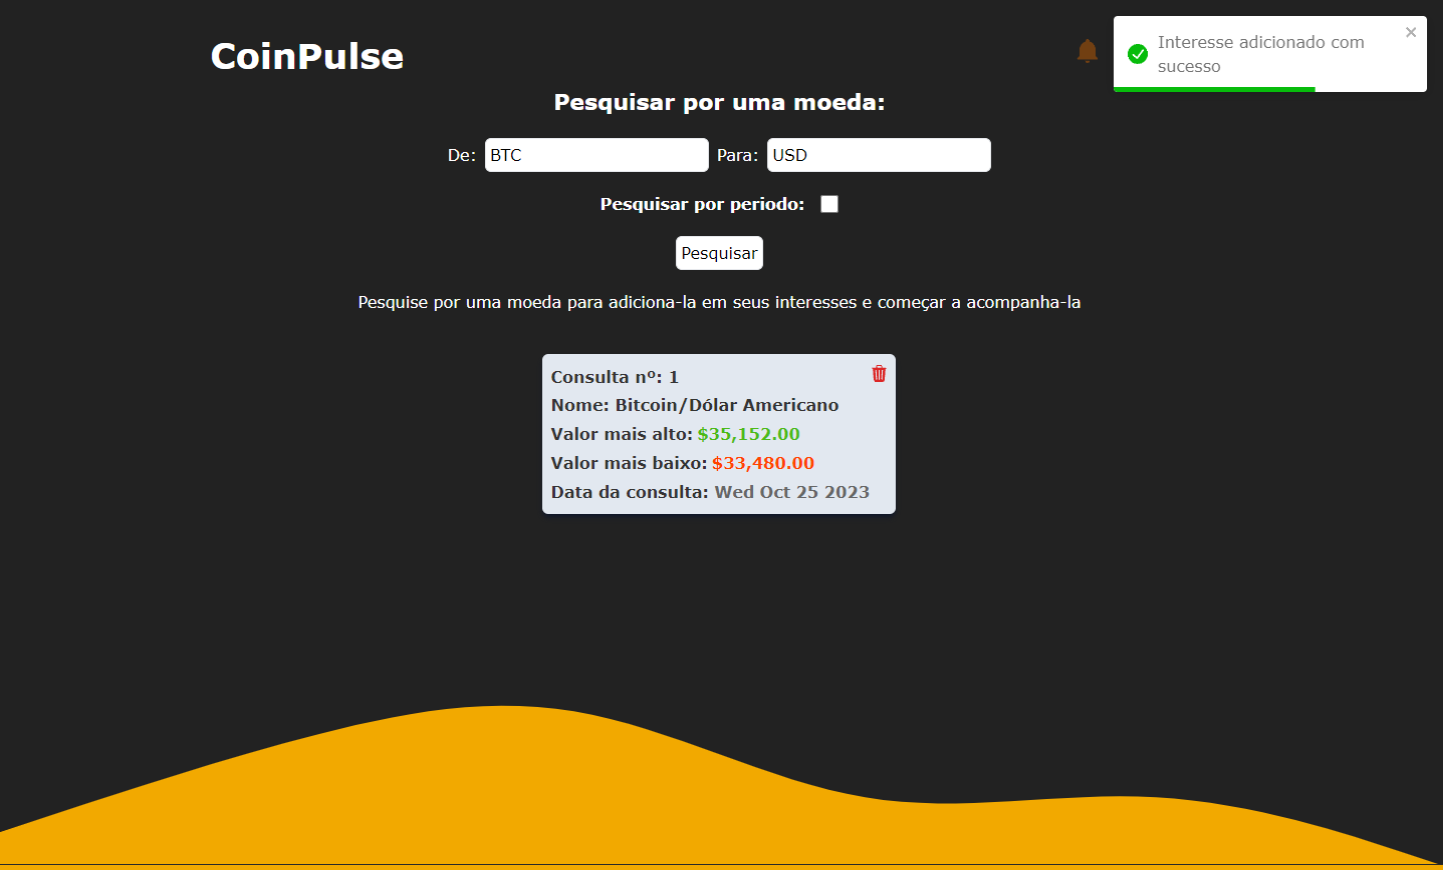 CoinPulse
Interesse adicionado com
sucesso
Pesquisar por uma moeda:
De: BTC Para: USD
Pesquisar por periodo:
Pesquisar
Pesquise por uma moeda para adiciona-la em seus interesses e começar a acompanha-la
Consulta nº: 1
Nome: Bitcoin/Dólar Americano
Valor mais alto: $35,152.00
Valor mais baixo: $33,480.00
Data da consulta: Wed Oct 25 2023